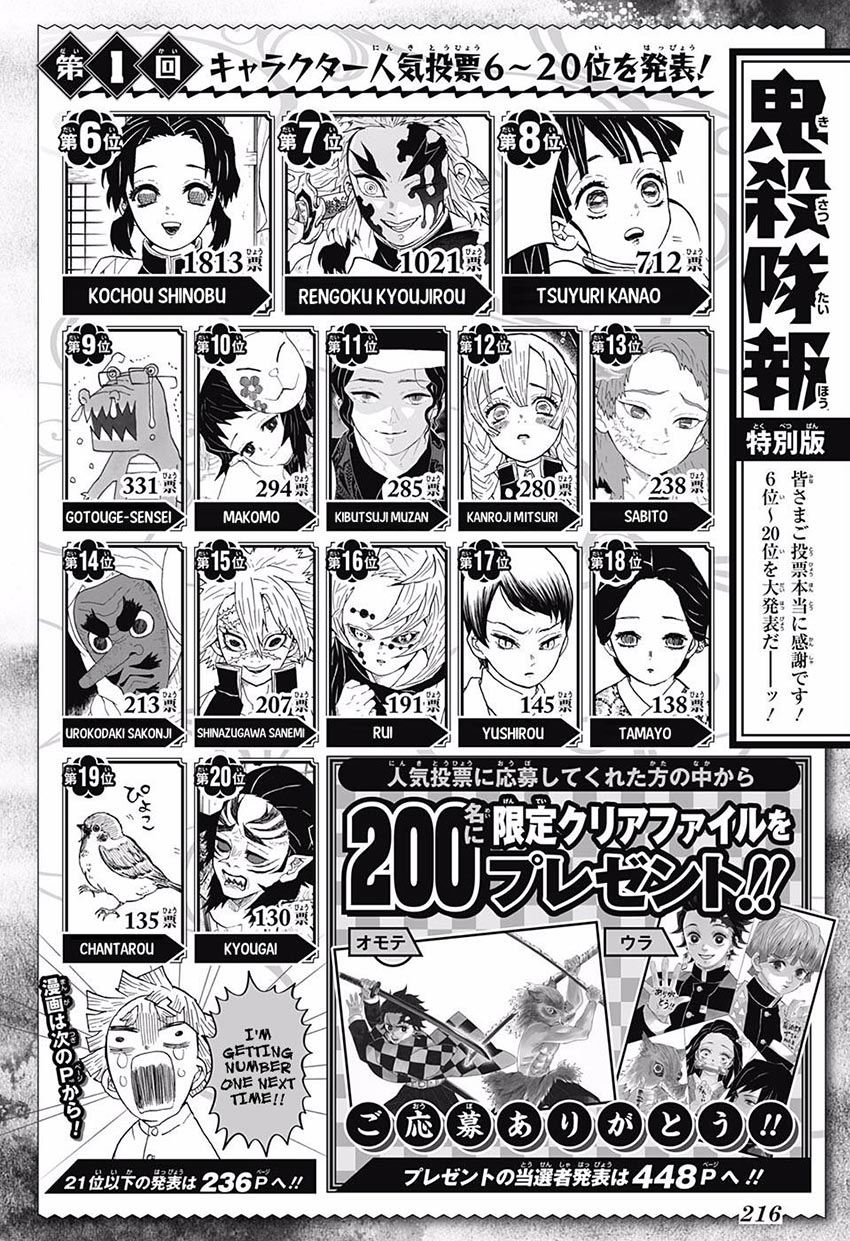 第1回 キャラクター人気投票6〜20位を発表!
鬼殺隊報
特別版
皆さまご投票本当に感謝です!
6位〜20位を大発表だーーッ!
第6位
1813票
KOCHOU SHINOBU
第7位
1021票
RENGOKU KYOUJIROU
第8位
712票
TSUYURI KANAO
第9位
331票
GOTOUGE-SENSEI
第10位
294票
MAKOMO
第11位
285票
KIBUTSUJI MUZAN
第12位
280票
KANROJI MITSURI
第13位
238票
SABITO
第14位
213票
UROKODAKI SAKONJI
第15位
207票
SHINAZUGAWA SANEMI
第16位
191票
RUI
第17位
145票
YUSHIROU
第18位
138票
TAMAYO
第19位
ぴょこ
135票
CHANTAROU
第20位
130票
KYOUGAI
人気投票に応募してくれた方の中から
200名に限定クリアファイルを
プレゼント!!
オモテ
ウラ
ありがとう!!
ご応募ありがとう!!
プレゼントの当選者発表は448Pへ!!
漫画は次のPから!
I'M
GETTING
NUMBER
ONE NEXT
TIME!!
21位以下の発表は236Pへ!!
216